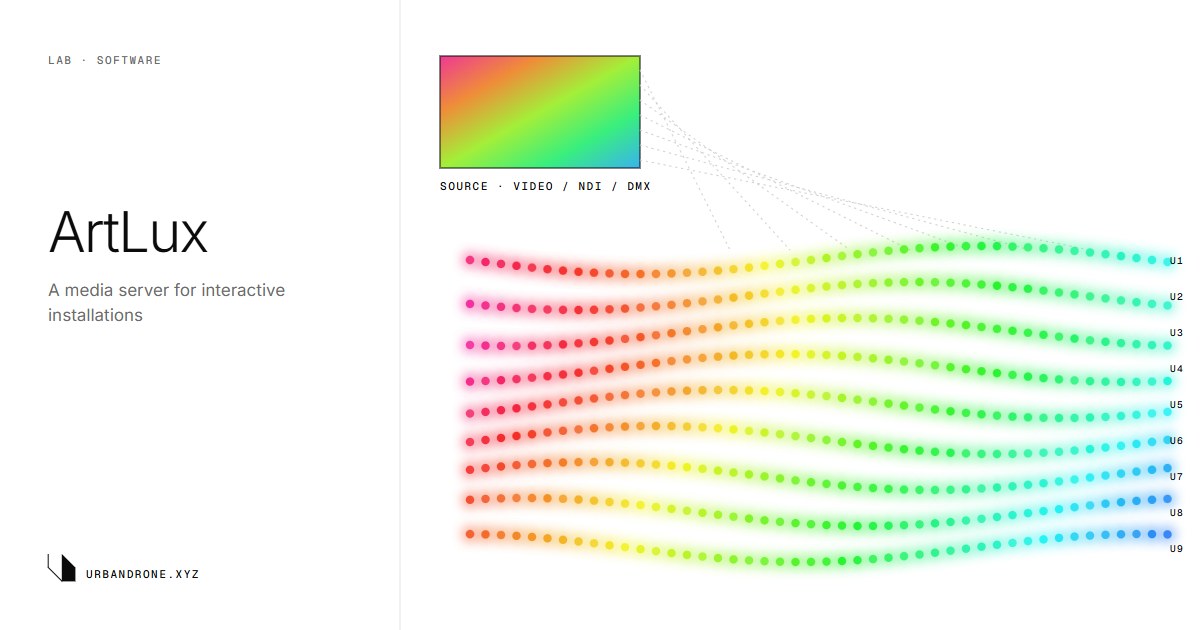 LAB · SOFTWARE
ArtLux
A media server for interactive
installations
URBANDRONE.XYZ
SOURCE · VIDEO / NDI / DMX
U1
U2
U3
U4
U5
U6
U7
U8
U9